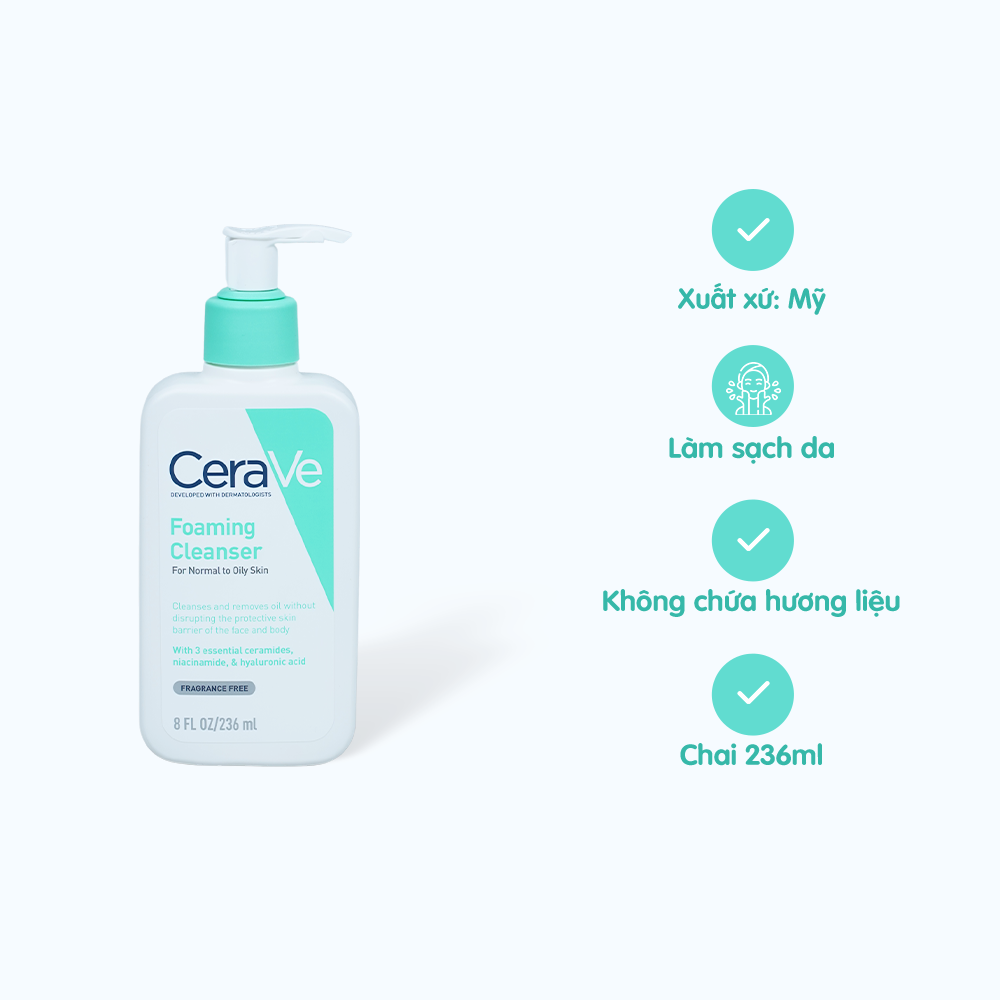 CeraVe
DEVELOPED WITH DERMATOLOGISTS
Foaming
Cleanser
For Normal to Oily Skin
Cleanses and removes oil without
disrupting the protective skin
barrier of the face and body
With 3 essential ceramides,
niacinamide, & hyaluronic acid
FRAGRANCE FREE
8 FL OZ/236 ml
Xuất xứ: Mỹ
Làm sạch da
Không chứa hương liệu
Chai 236ml